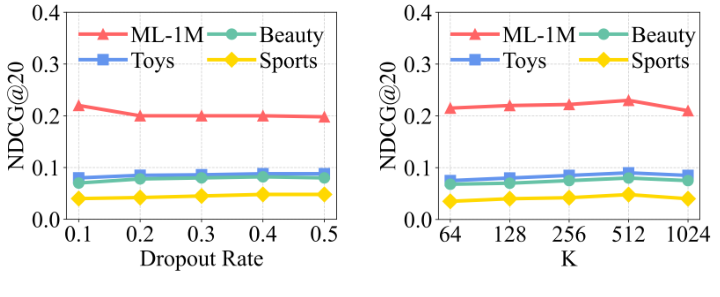 0.4
0.3
0.2
0.1
0.0
NDCG@20
ML-1M
Beauty
Toys
Sports
0.1 0.2 0.3 0.4 0.5
Dropout Rate
0.4
0.3
0.2
0.1
0.0
NDCG@20
ML-1M
Beauty
Toys
Sports
64 128 256 512 1024
K